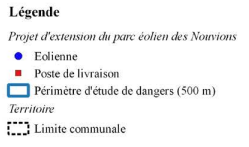 Légende
Projet d'extension du parc éolien des Nouvions
Eolienne
Poste de livraison
Périmètre d'étude de dangers (500 m)
Territoire
Limite communale